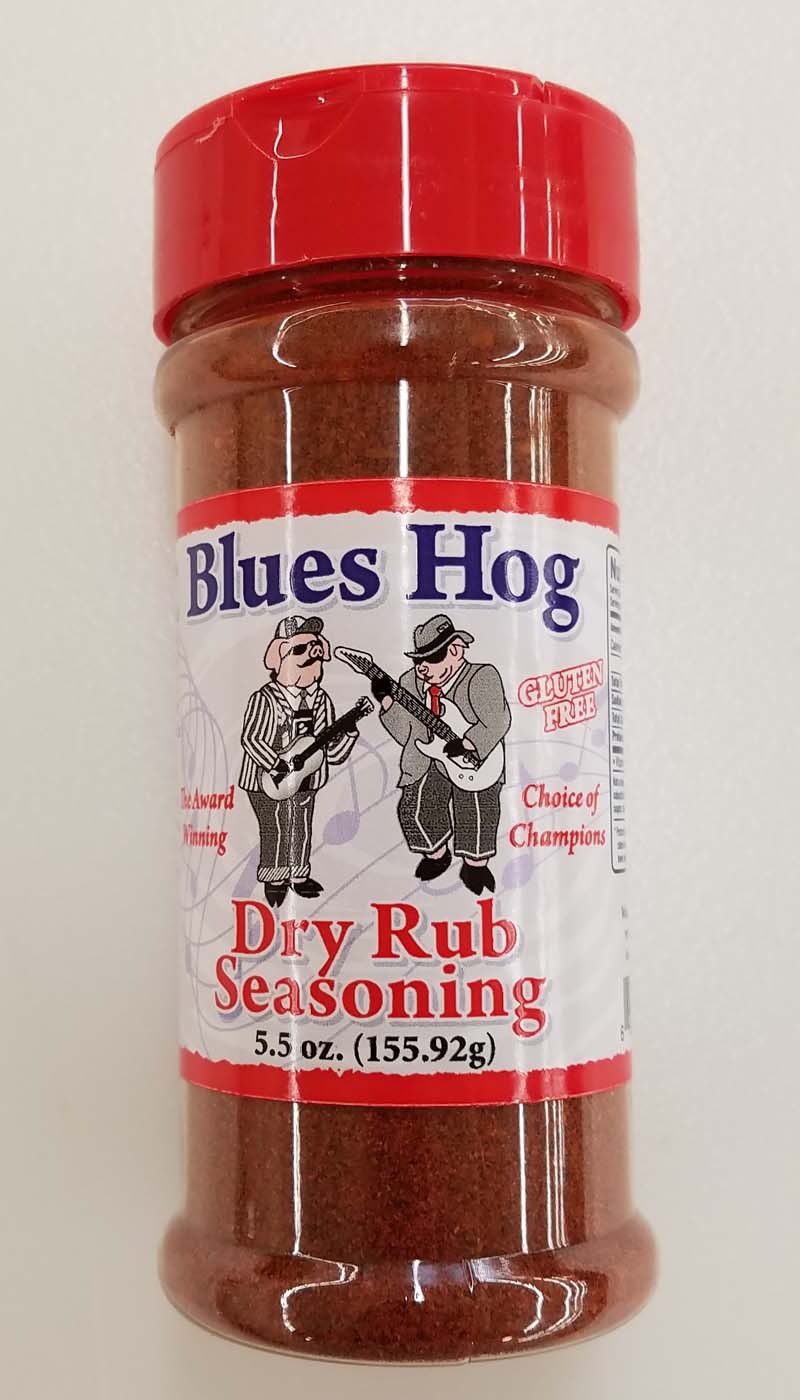 Blues Hog
GLUTEN
FREE
The Award
Winning
Choice of
Champions
Dry Rub
Seasoning
5.5 oz. (155.92g)